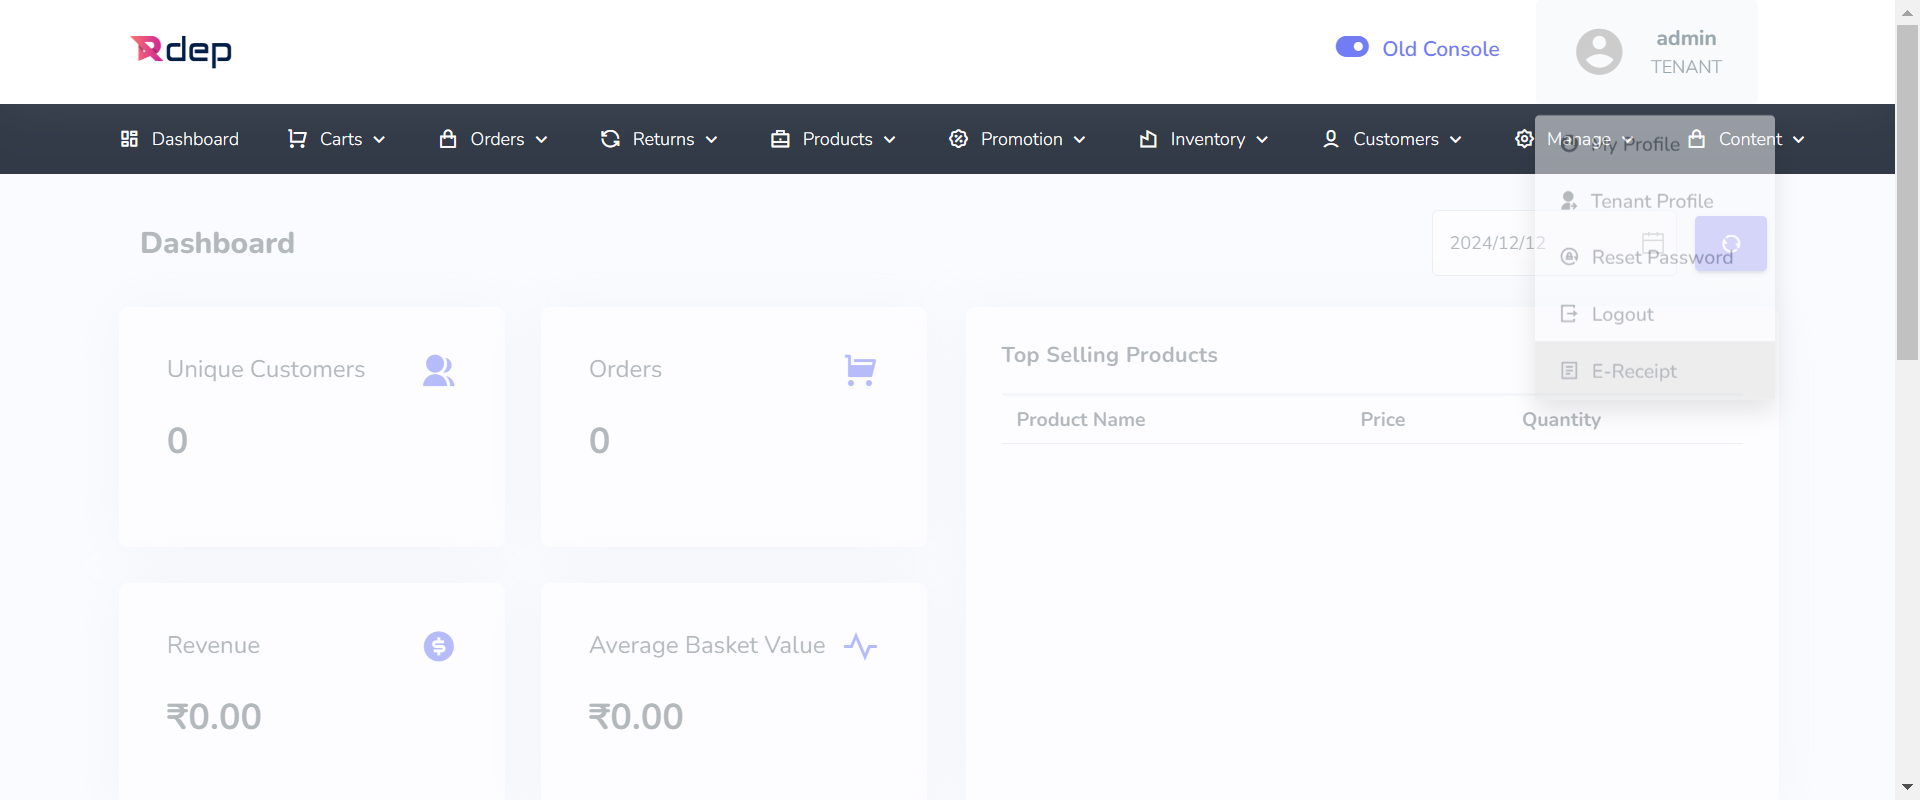 Rdep
Old Console
admin
TENANT
Dashboard Carts Orders Returns Products Promotion Inventory Customers Manage Content
My Profile
Tenant Profile
Reset Password
Logout
E-Receipt
Dashboard
2024/12/12
Unique Customers
0
Orders
0
Top Selling Products
Product Name Price Quantity
Revenue
₹0.00
Average Basket Value
₹0.00